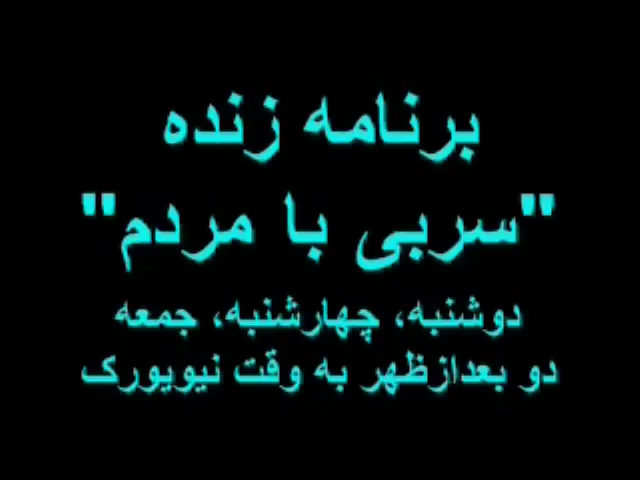 برنامه زنده
"سربی با مردم"
دوشنبه، چهارشنبه، جمعه
دو بعدازظهر به وقت نیویورک